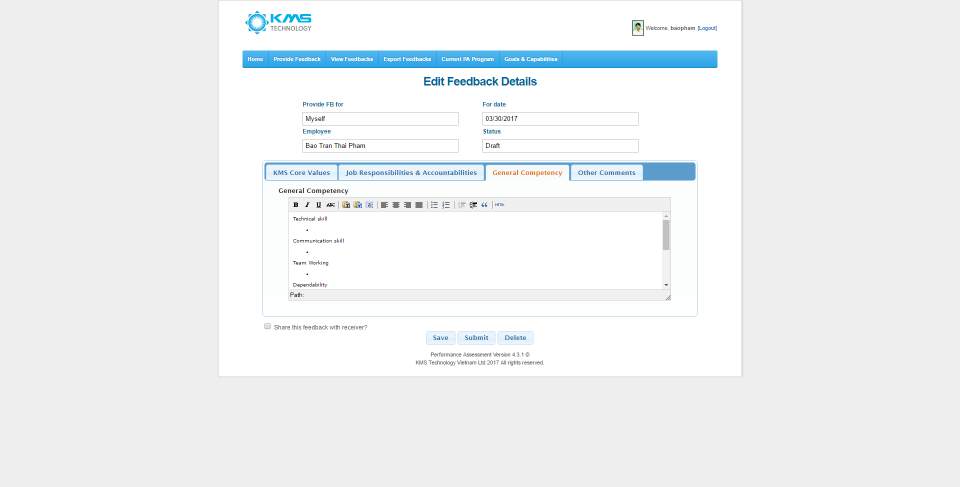 KMS
TECHNOLOGY
Welcome, baopham [Logout]
Home Provide Feedback View Feedbacks Export Feedbacks Current PA Program Goals & Capabilities
Edit Feedback Details
Provide FB for For date
Myself 03/30/2017
Employee Status
Bao Tran Thai Pham Draft
KMS Core Values Job Responsibilities & Accountabilities General Competency Other Comments
General Competency
B I U ABC HTML
Technical skill
Communication skill
Team Working
Dependability
Path:
Share this feedback with receiver?
Save Submit Delete
Performance Assessment Version 4.3.1 ©
KMS Technology Vietnam Ltd 2017 All rights reserved.